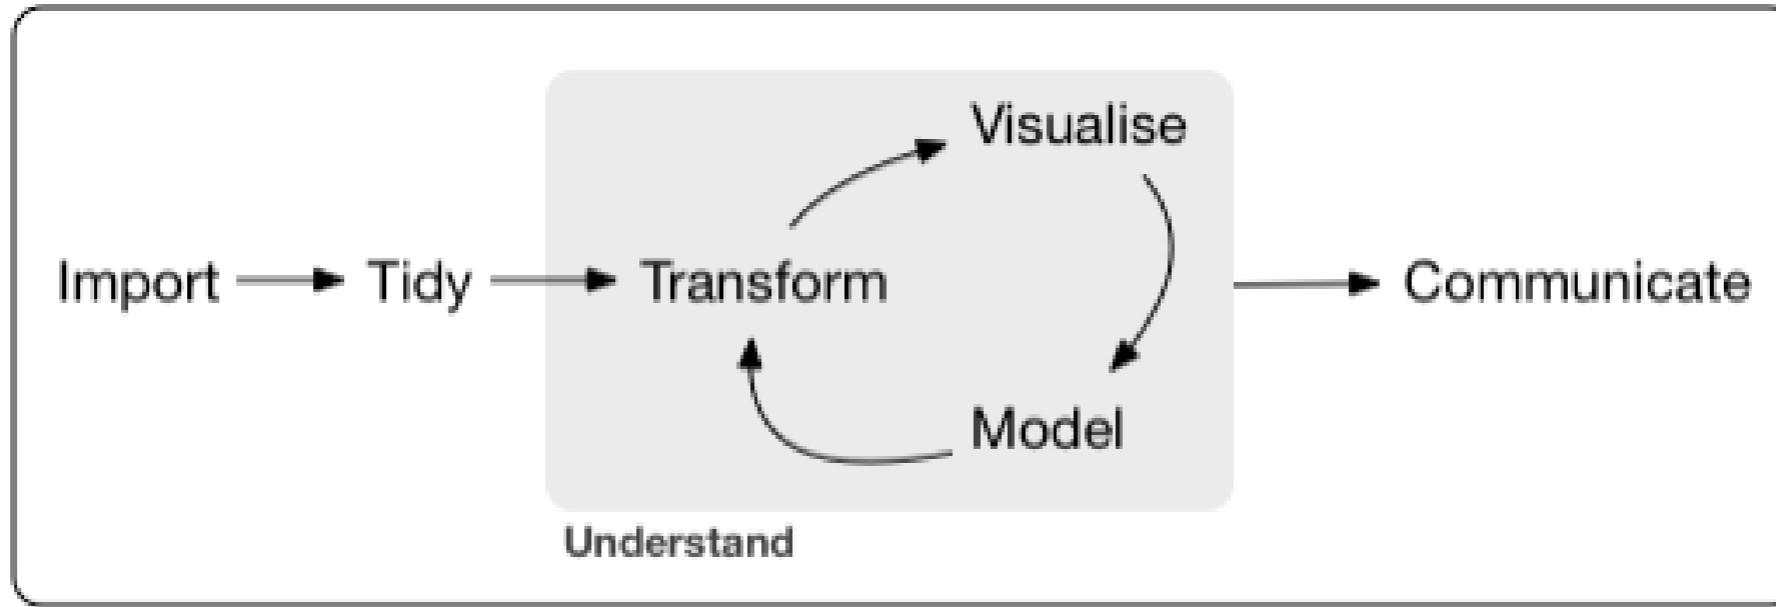 Visualise
Import
Tidy
Transform
Communicate
Model
Understand